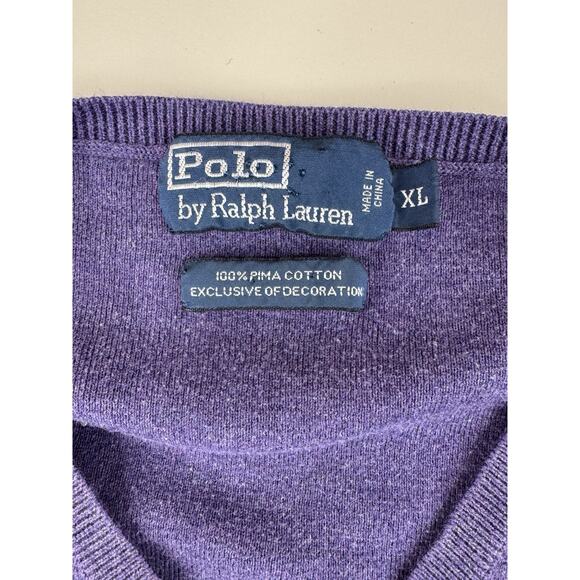 Polo
by Ralph Lauren
MADE IN
CHINA
XL
100% PIMA COTTON
EXCLUSIVE OF DECORATION